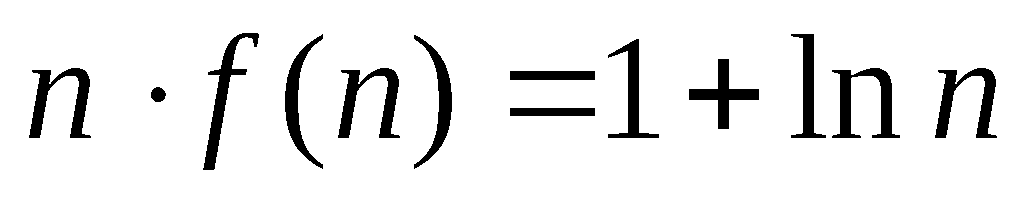 n · f (n) =1 + ln n